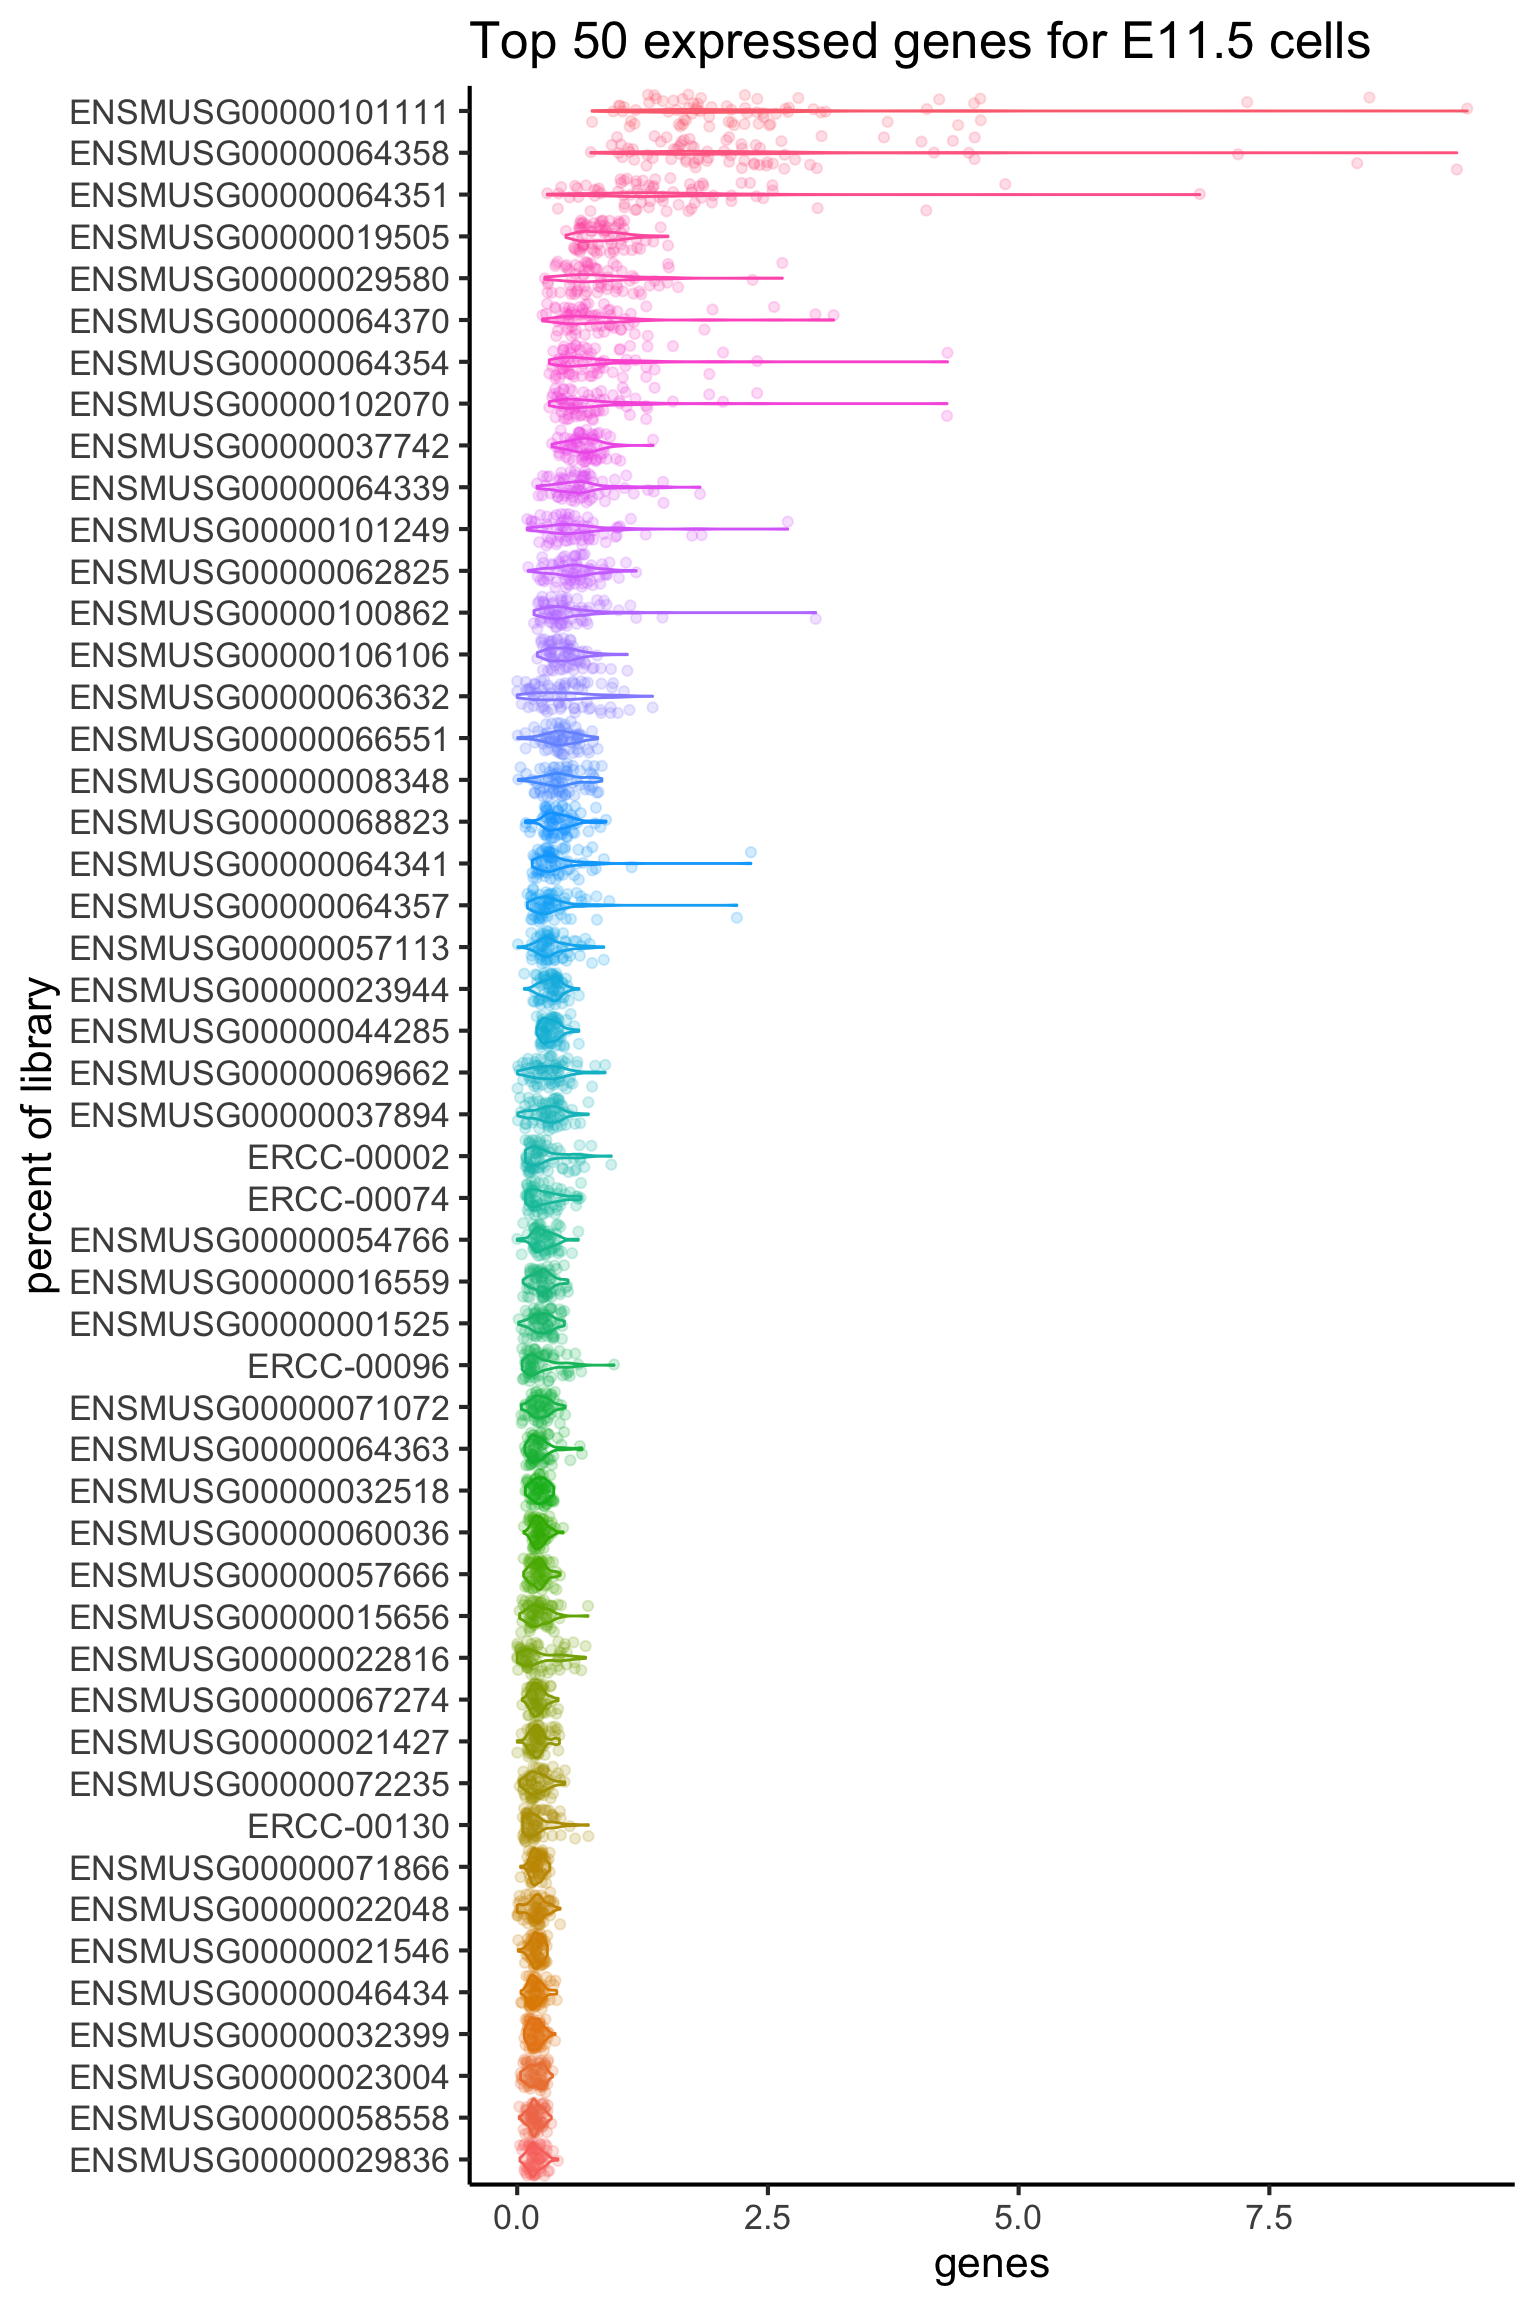 Top 50 expressed genes for E11.5 cells
ENSMUSG00000101111
ENSMUSG00000064358
ENSMUSG00000064351
ENSMUSG00000019505
ENSMUSG00000029580
ENSMUSG00000064370
ENSMUSG00000064354
ENSMUSG00000102070
ENSMUSG00000037742
ENSMUSG00000064339
ENSMUSG00000101249
ENSMUSG00000062825
ENSMUSG00000100862
ENSMUSG00000106106
ENSMUSG00000063632
ENSMUSG00000066551
ENSMUSG00000008348
ENSMUSG00000068823
ENSMUSG00000064341
ENSMUSG00000064357
ENSMUSG00000057113
ENSMUSG00000023944
ENSMUSG00000044285
ENSMUSG00000069662
ENSMUSG00000037894
ERCC-00002
ERCC-00074
ENSMUSG00000054766
ENSMUSG00000016559
ENSMUSG00000001525
ERCC-00096
ENSMUSG00000071072
ENSMUSG00000064363
ENSMUSG00000032518
ENSMUSG00000060036
ENSMUSG00000057666
ENSMUSG00000015656
ENSMUSG00000022816
ENSMUSG00000067274
ENSMUSG00000021427
ENSMUSG00000072235
ERCC-00130
ENSMUSG00000071866
ENSMUSG00000022048
ENSMUSG00000021546
ENSMUSG00000046434
ENSMUSG00000032399
ENSMUSG00000023004
ENSMUSG00000058558
ENSMUSG00000029836
percent of library
0.0 2.5 5.0 7.5
genes